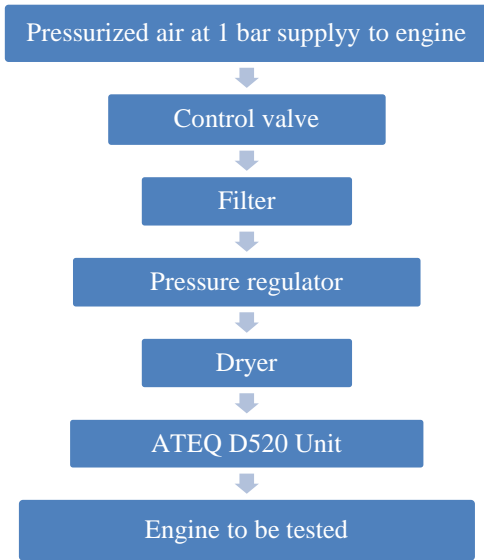 Pressurized air at 1 bar supplyy to engine
Control valve
Filter
Pressure regulator
Dryer
ATEQ D520 Unit
Engine to be tested